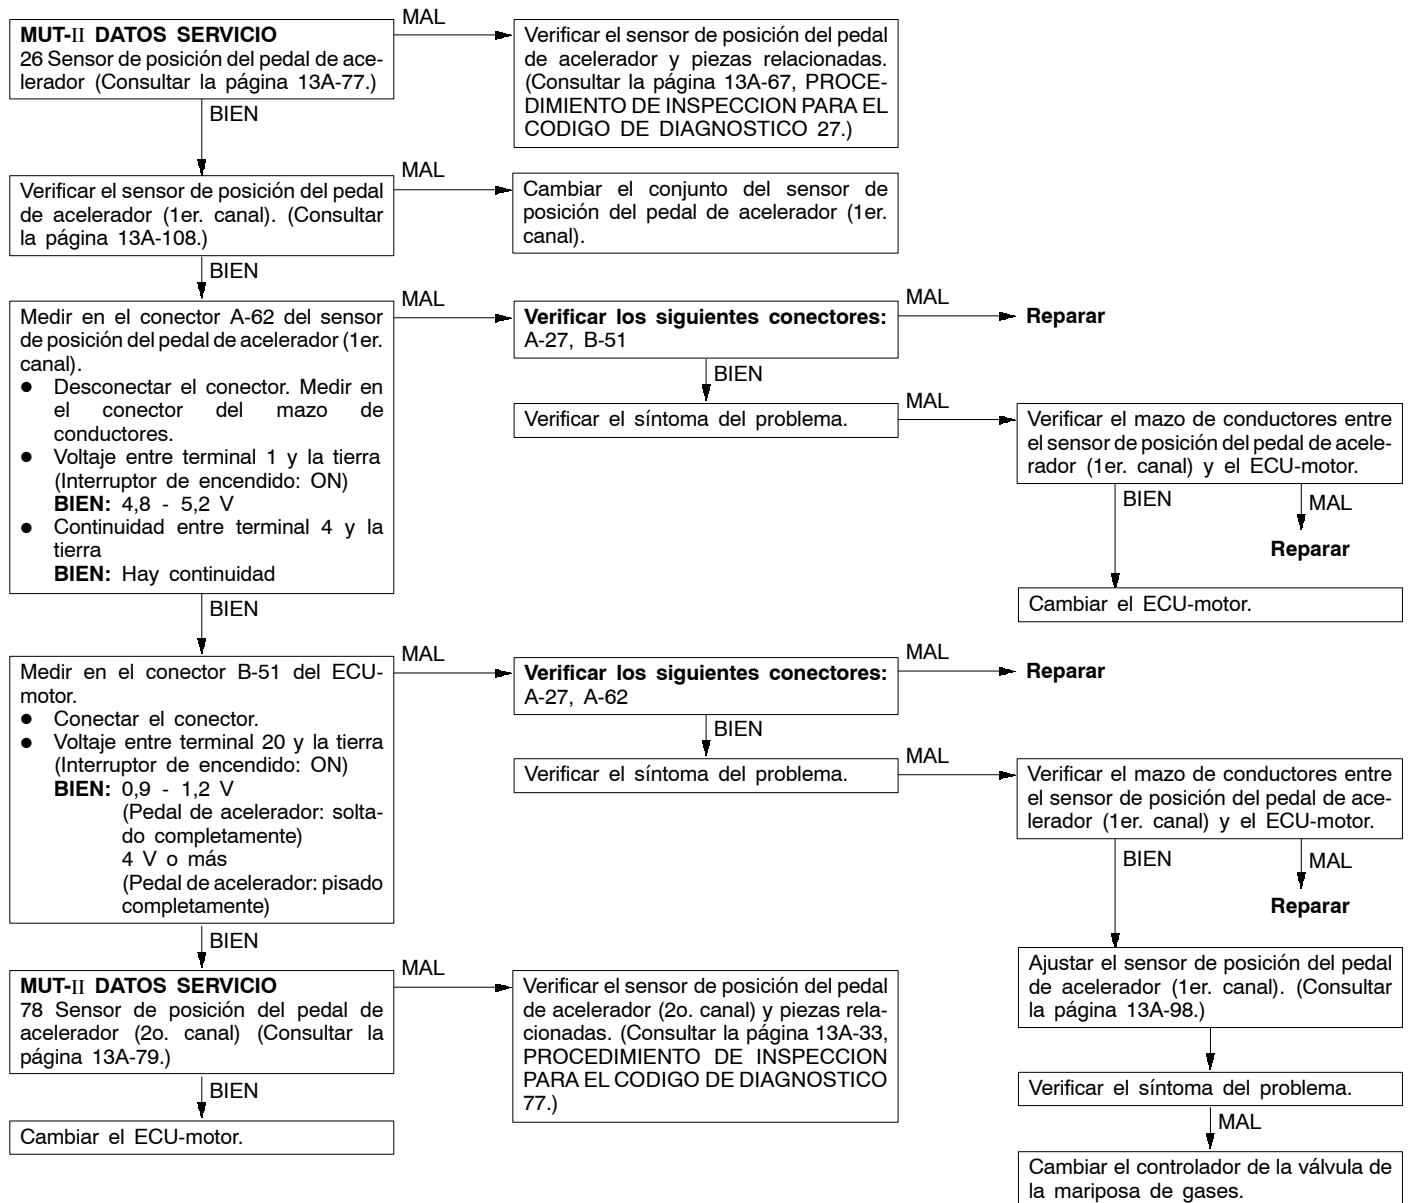 MUT-II DATOS SERVICIO
26 Sensor de posición del pedal de ace-
lerador (Consultar la página 13A-77.)
MAL
Verificar el sensor de posición del pedal
de acelerador y piezas relacionadas.
(Consultar la página 13A-67, PROCE-
DIMIENTO DE INSPECCION PARA EL
CODIGO DE DIAGNOSTICO 27.)
BIEN
Verificar el sensor de posición del pedal
de acelerador (1er. canal). (Consultar
la página 13A-108.)
MAL
Cambiar el conjunto del sensor de
posición del pedal de acelerador (1er.
canal).
BIEN
Medir en el conector A-62 del sensor
de posición del pedal de acelerador (1er.
canal).
● Desconectar el conector. Medir en
el conector del mazo de
conductores.
● Voltaje entre terminal 1 y la tierra
(Interruptor de encendido: ON)
BIEN: 4,8 - 5,2 V
● Continuidad entre terminal 4 y la
tierra
BIEN: Hay continuidad
MAL
Verificar los siguientes conectores:
A-27, B-51
MAL
Reparar
BIEN
Verificar el síntoma del problema.
MAL
Verificar el mazo de conductores entre
el sensor de posición del pedal de acele-
rador (1er. canal) y el ECU-motor.
BIEN
MAL
Reparar
Cambiar el ECU-motor.
BIEN
Medir en el conector B-51 del ECU-
motor.
● Conectar el conector.
● Voltaje entre terminal 20 y la tierra
(Interruptor de encendido: ON)
BIEN: 0,9 - 1,2 V
(Pedal de acelerador: solta-
do completamente)
4 V o más
(Pedal de acelerador: pisado
completamente)
MAL
Verificar los siguientes conectores:
A-27, A-62
MAL
Reparar
BIEN
Verificar el síntoma del problema.
MAL
Verificar el mazo de conductores entre
el sensor de posición del pedal de ace-
lerador (1er. canal) y el ECU-motor.
BIEN
MAL
Reparar
Ajustar el sensor de posición del pedal
de acelerador (1er. canal). (Consultar
la página 13A-98.)
Verificar el síntoma del problema.
MAL
Cambiar el controlador de la válvula de
la mariposa de gases.
BIEN
MUT-II DATOS SERVICIO
78 Sensor de posición del pedal de
acelerador (2o. canal) (Consultar la
página 13A-79.)
MAL
Verificar el sensor de posición del pedal
de acelerador (2o. canal) y piezas rela-
cionadas. (Consultar la página 13A-33,
PROCEDIMIENTO DE INSPECCION
PARA EL CODIGO DE DIAGNOSTICO
77.)
BIEN
Cambiar el ECU-motor.